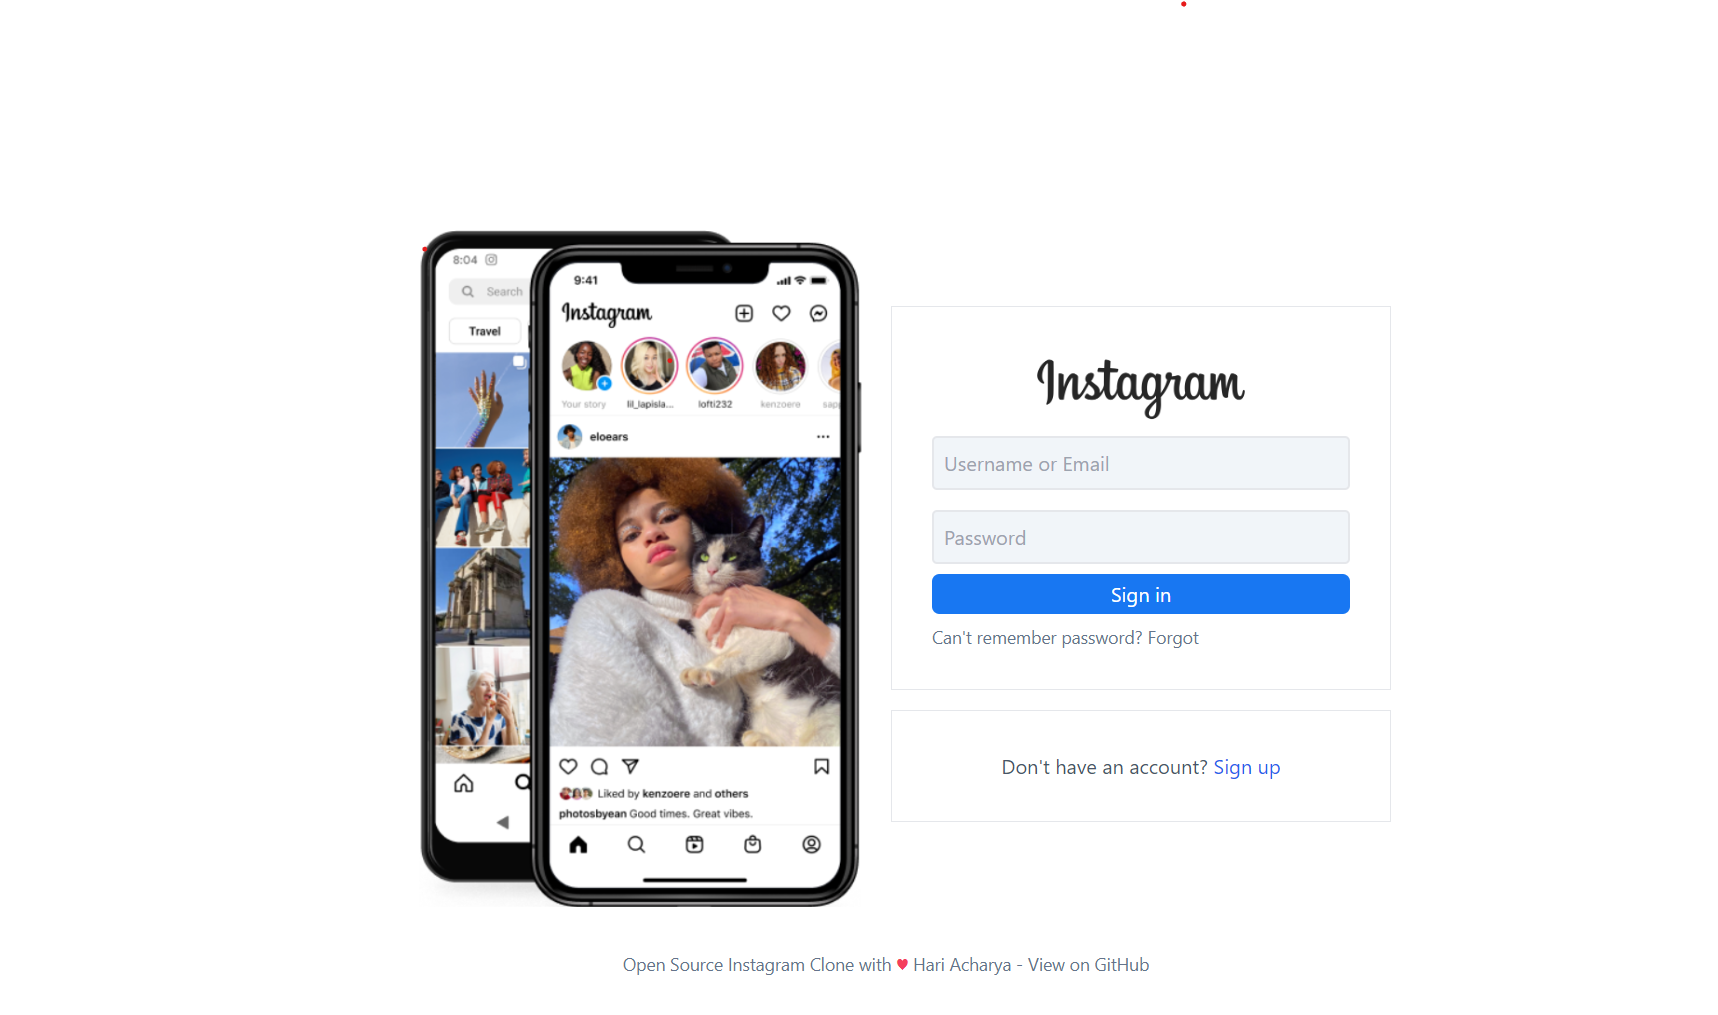 8:04
Search
Travel
9:41
Instagram
Your story
lil_lapisla...
lofti232
kenzoere
sap
eloears
Liked by kenzoere and others
photosbyean Good times. Great vibes.
Instagram
Username or Email
Password
Sign in
Can't remember password? Forgot
Don't have an account? Sign up
Open Source Instagram Clone with ♥ Hari Acharya - View on GitHub